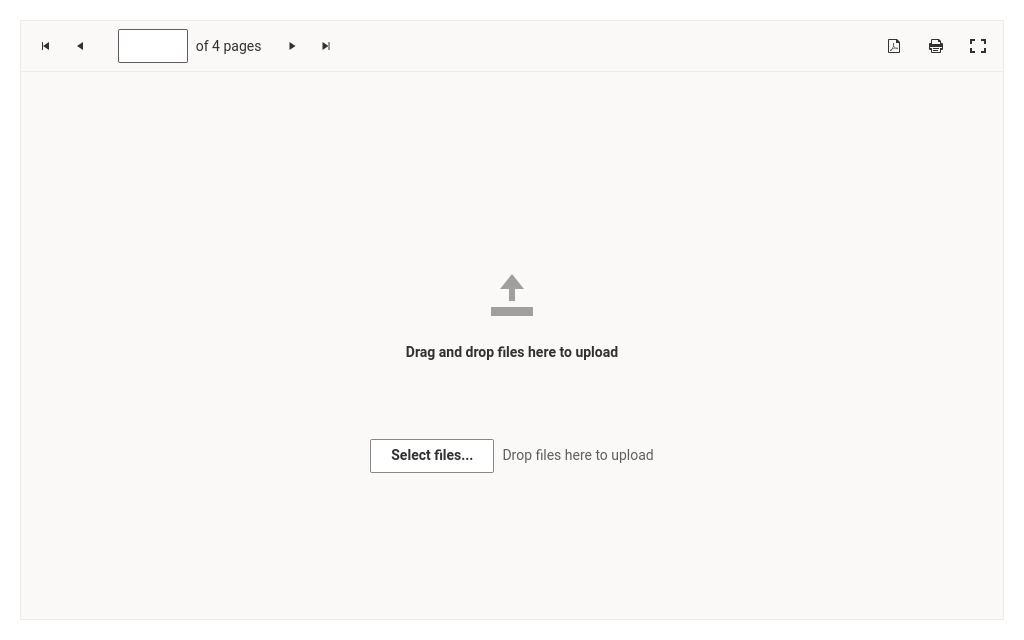 of 4 pages
Drag and drop files here to upload
Select files... Drop files here to upload